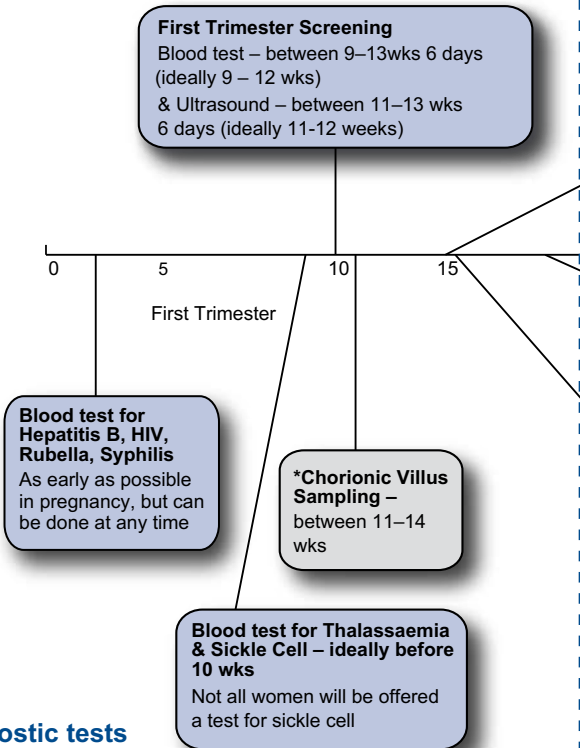 First Trimester Screening
Blood test – between 9–13wks 6 days
(ideally 9 – 12 wks)
& Ultrasound – between 11–13 wks
6 days (ideally 11-12 weeks)
0 5 10 15
First Trimester
Blood test for
Hepatitis B, HIV,
Rubella, Syphilis
As early as possible
in pregnancy, but can
be done at any time
*Chorionic Villus
Sampling –
between 11–14
wks
Blood test for Thalassaemia
& Sickle Cell – ideally before
10 wks
Not all women will be offered
a test for sickle cell
ostic tests